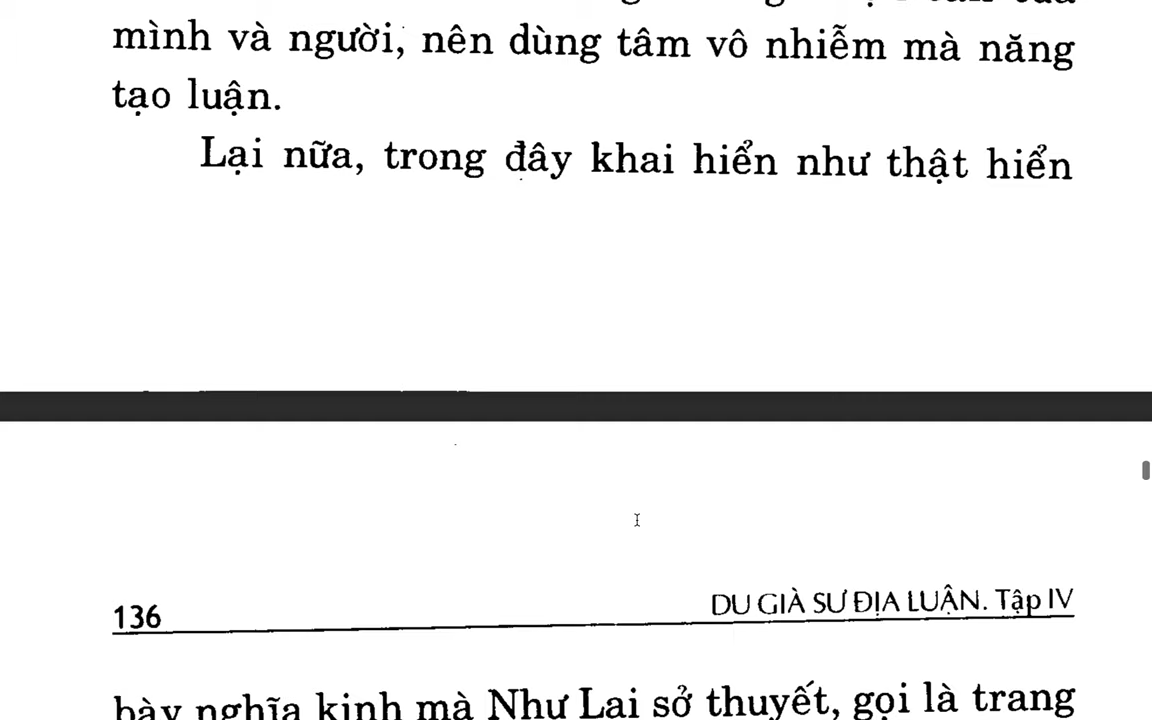 mình và người, nên dùng tâm vô nhiễm mà năng
tạo luận.
Lại nữa, trong đây khai hiển như thật hiển
136
DU GIÀ SƯ ĐỊA LUẬN. Tập IV
bày nghĩa kinh mà Như Lai sở thuyết, gọi là trang